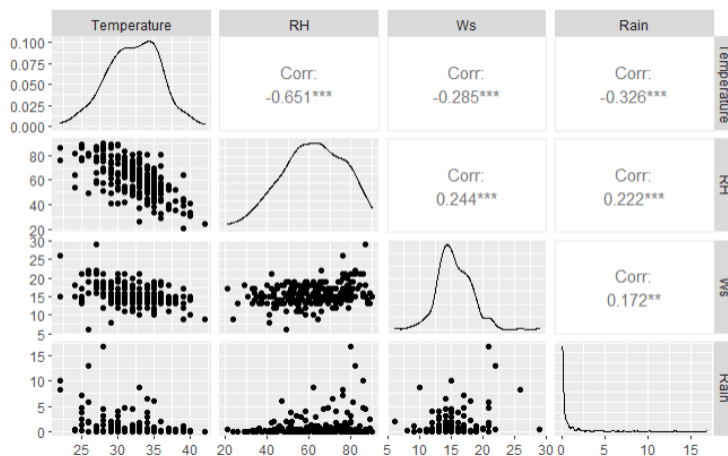 Temperature RH Ws Rain
0.100
0.075
0.050
0.025
0.000
Corr:
-0.651***
Corr:
-0.285***
Corr:
-0.326***
Temperature
80
60
40
20
Corr:
0.244***
Corr:
0.222***
RH
30
25
20
15
10
5
Corr:
0.172**
Ws
15
10
5
0
Rain
25 30 35 40 20 40 60 80 5 10 15 20 25 30 0 5 10 15